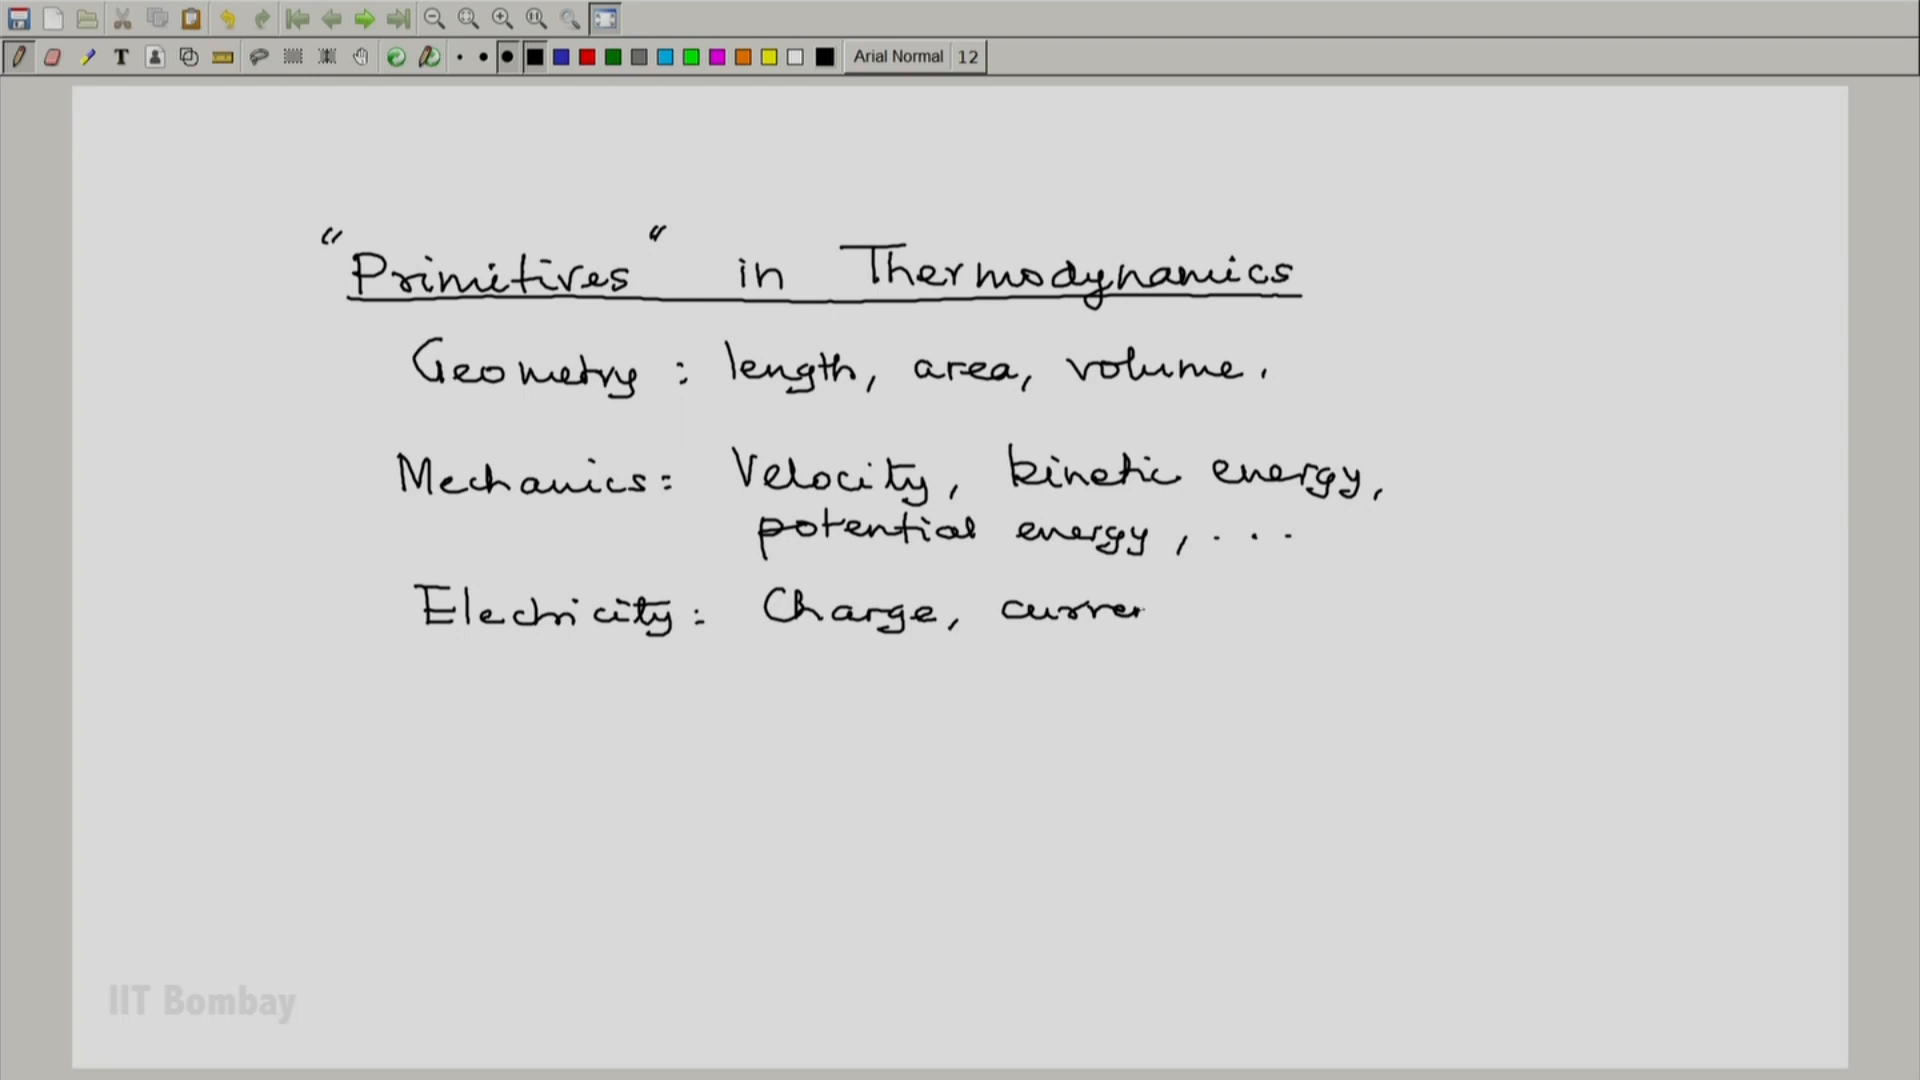 Arial Normal 12
"Primitives" in Thermodynamics
Geometry : length, area, volume.
Mechanics: Velocity, kinetic energy,
potential energy, ...
Electricity: Charge, curren
IIT Bombay